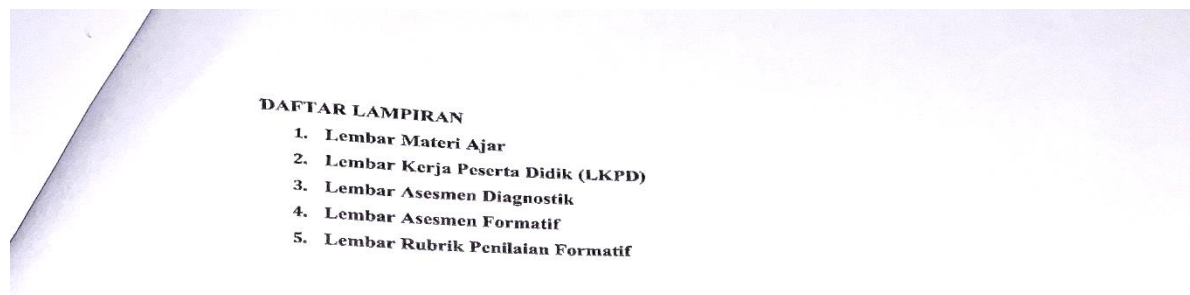 DAFTAR LAMPIRAN
1. Lembar Materi Ajar
2. Lembar Kerja Peserta Didik (LKPD)
3. Lembar Asesmen Diagnostik
4. Lembar Asesmen Formatif
5. Lembar Rubrik Penilaian Formatif